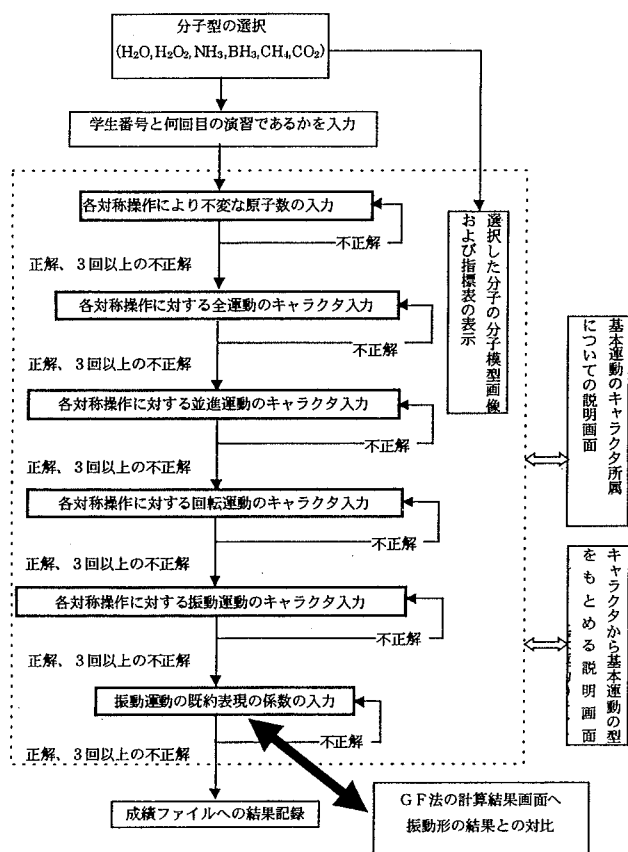 分子型の選択
(H₂O,H₂O₂,NH₃,BH₃,CH₄,CO₂)
学生番号と何回目の演習であるかを入力
各対称操作により不変な原子数の入力
不正解
正解、3回以上の不正解
各対称操作に対する全運動のキャラクタ入力
不正解
正解、3回以上の不正解
各対称操作に対する並進運動のキャラクタ入力
不正解
正解、3回以上の不正解
各対称操作に対する回転運動のキャラクタ入力
不正解
正解、3回以上の不正解
各対称操作に対する振動運動のキャラクタ入力
不正解
正解、3回以上の不正解
振動運動の既約表現の係数の入力
不正解
正解、3回以上の不正解
成績ファイルへの結果記録
選択した分子の分子模型画像
および指標表の表示
基本運動のキャラクタ所属
についての説明画面
キャラクタから基本運動の型
をもとめる説明画面
GF法の計算結果画面へ
振動形の結果との対比